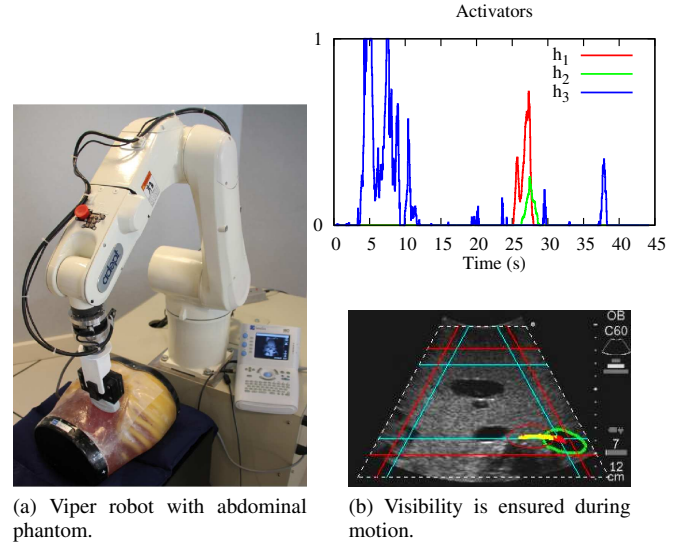 Activators
1
0
h1
h2
h3
0 5 10 15 20 25 30 35 40 45
Time (s)
adept
OB
C60
7
12
cm
(a) Viper robot with abdominal
phantom.
(b) Visibility is ensured during
motion.